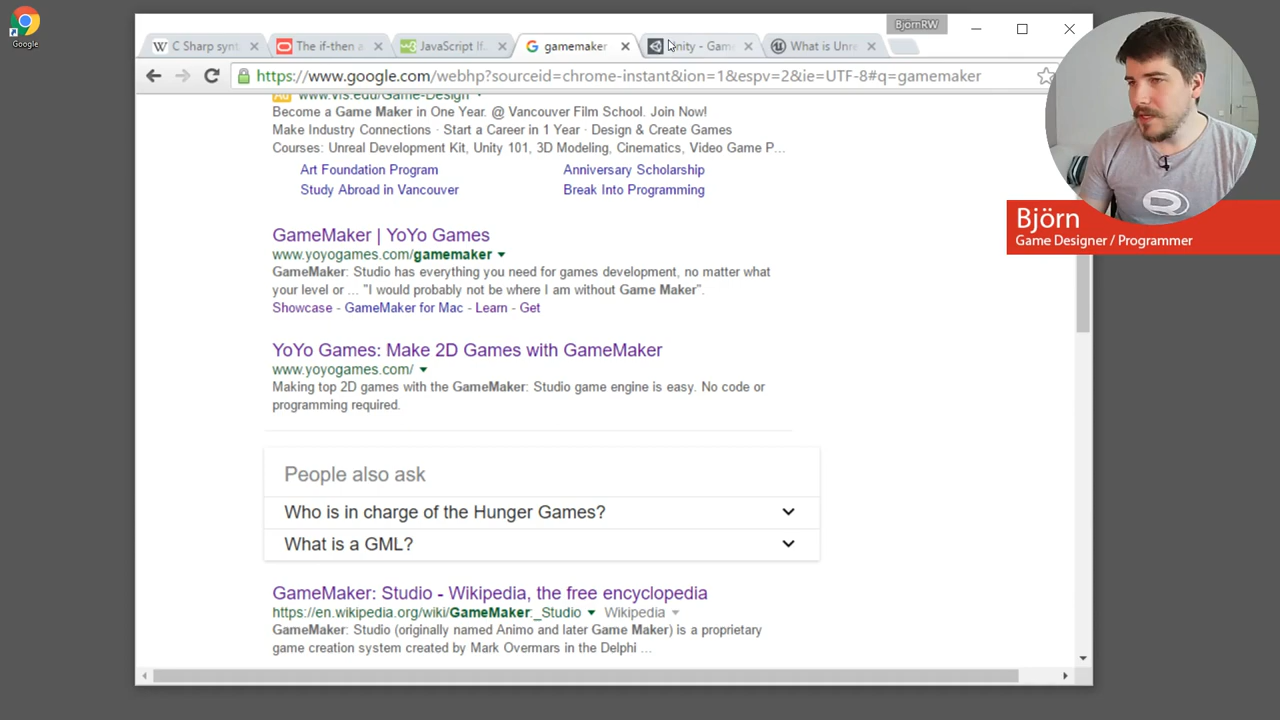 Google
BjörnRW
C Sharp synt
The if-then a
JavaScript If.
gamemaker
Unity - Gam
What is Unre
https://www.google.com/webhp?sourceid=chrome-instant&ion=1&espv=2&ie=UTF-8#q=gamemaker
Ad www.vfs.edu/Game-Design
Become a Game Maker in One Year. @ Vancouver Film School. Join Now!
Make Industry Connections · Start a Career in 1 Year · Design & Create Games
Courses: Unreal Development Kit, Unity 101, 3D Modeling, Cinematics, Video Game P...
Art Foundation Program
Anniversary Scholarship
Study Abroad in Vancouver
Break Into Programming
Björn
Game Designer / Programmer
GameMaker | YoYo Games
www.yoyogames.com/gamemaker
GameMaker: Studio has everything you need for games development, no matter what
your level or ... "I would probably not be where I am without Game Maker".
Showcase - GameMaker for Mac - Learn - Get
YoYo Games: Make 2D Games with GameMaker
www.yoyogames.com/
Making top 2D games with the GameMaker: Studio game engine is easy. No code or
programming required.
People also ask
Who is in charge of the Hunger Games?
What is a GML?
GameMaker: Studio - Wikipedia, the free encyclopedia
https://en.wikipedia.org/wiki/GameMaker:_Studio Wikipedia
GameMaker: Studio (originally named Animo and later Game Maker) is a proprietary
game creation system created by Mark Overmars in the Delphi ...